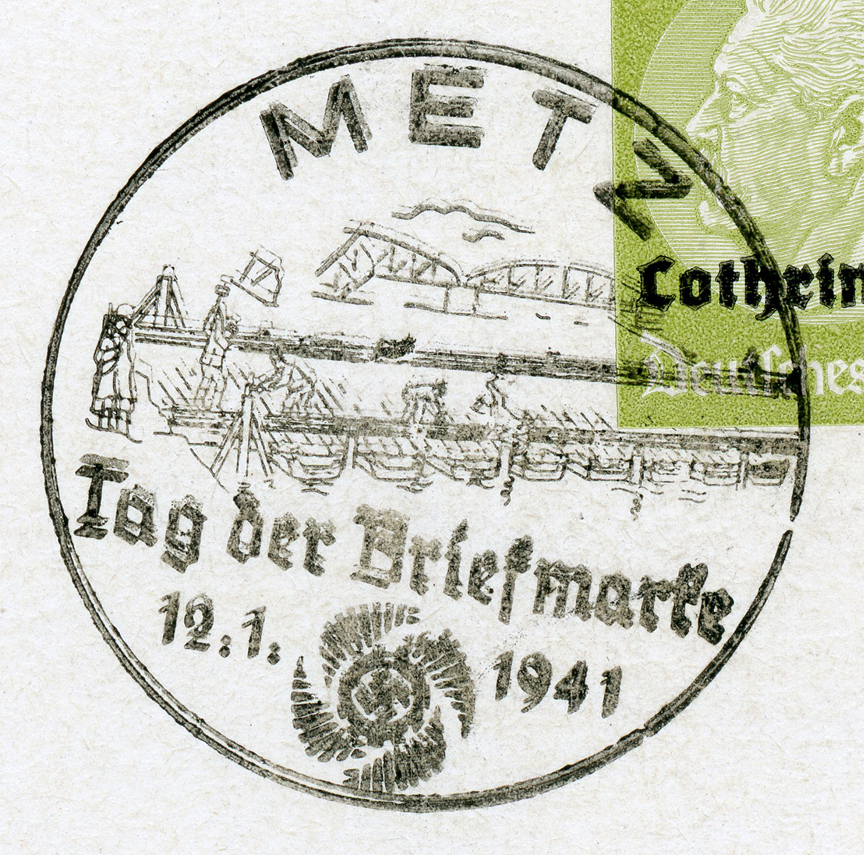 METZ
Lothrin
Deutsches
Tag der Briefmarke
12.1. 1941